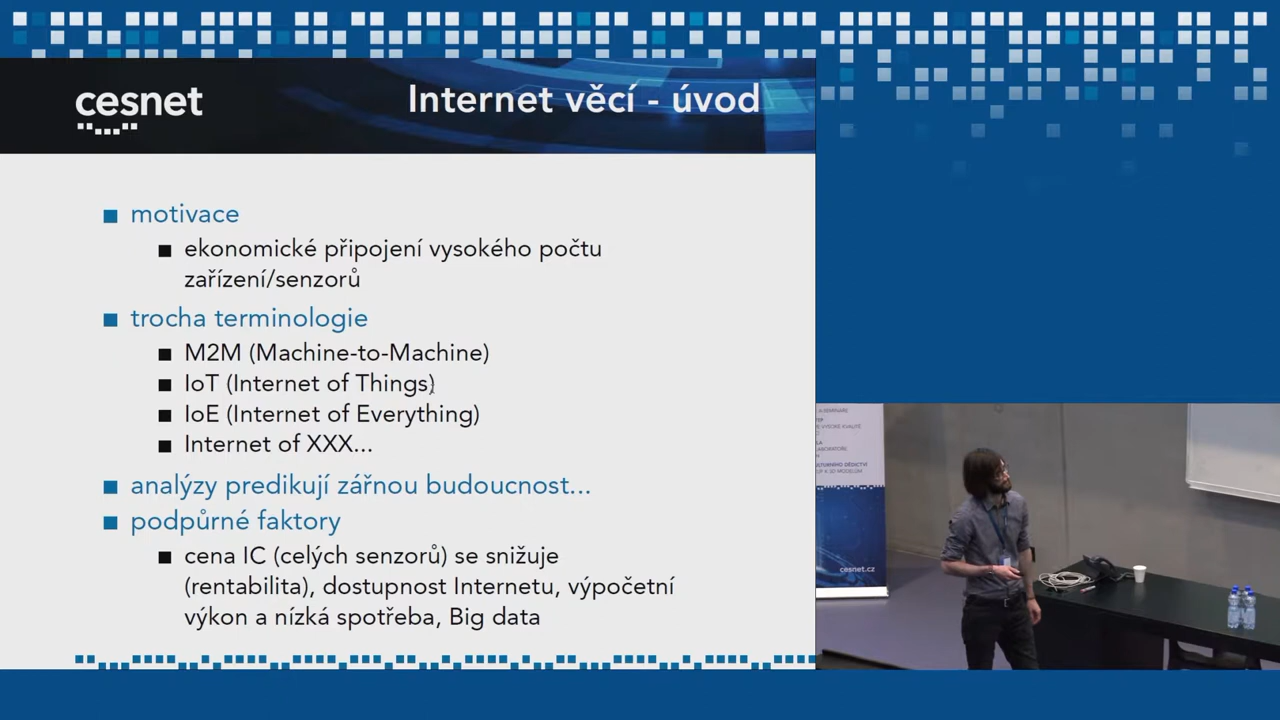 cesnet
Internet věcí - úvod
motivace
ekonomické připojení vysokého počtu
zařízení/senzorů
trocha terminologie
M2M (Machine-to-Machine)
IoT (Internet of Things)
IoE (Internet of Everything)
Internet of XXX...
analýzy predikují zářnou budoucnost...
podpůrné faktory
cena IC (celých senzorů) se snižuje
(rentabilita), dostupnost Internetu, výpočetní
výkon a nízká spotřeba, Big data
cesnet.cz